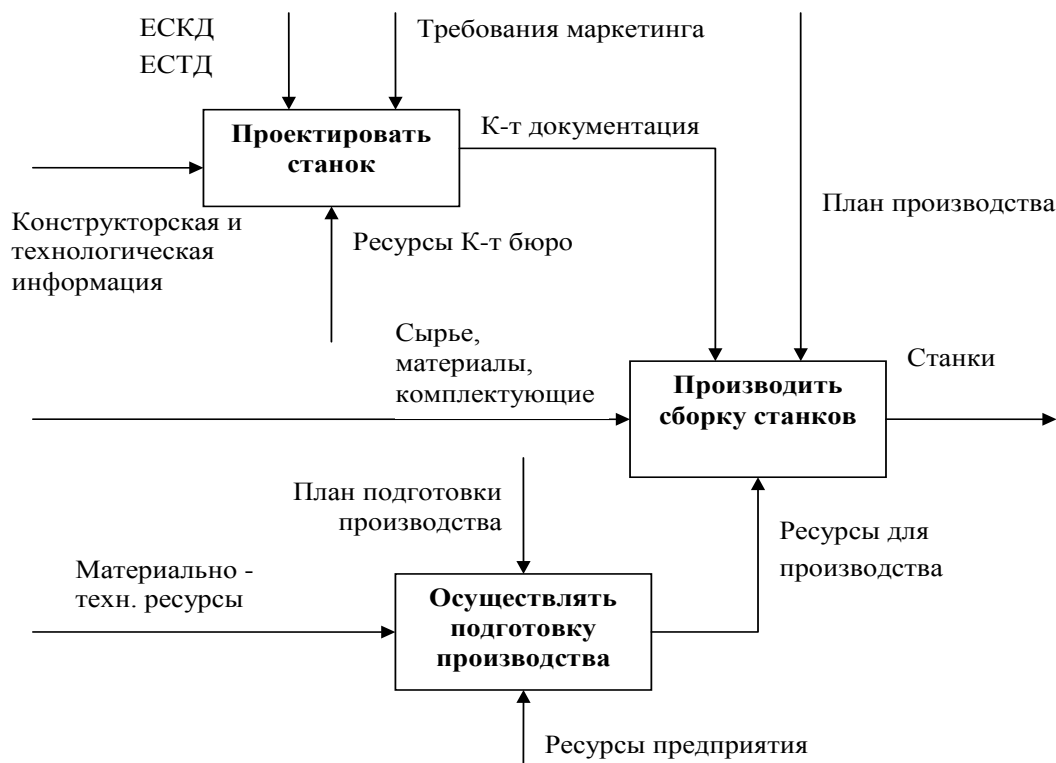 ЕСКД
ЕСТД
Требования маркетинга
Проектировать
станок
К-т документация
План производства
Конструкторская и
технологическая
информация
Ресурсы К-т бюро
Сырье,
материалы,
комплектующие
Производить
сборку станков
Станки
План подготовки
производства
Ресурсы для
производства
Материально -
техн. ресурсы
Осуществлять
подготовку
производства
Ресурсы предприятия